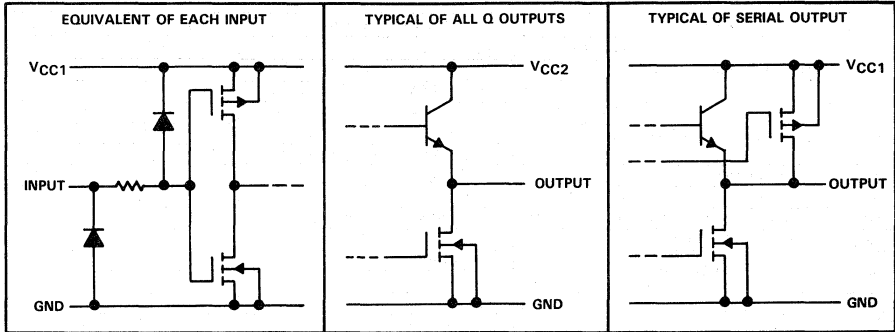 EQUIVALENT OF EACH INPUT
VCC1
INPUT
GND
TYPICAL OF ALL Q OUTPUTS
VCC2
OUTPUT
GND
TYPICAL OF SERIAL OUTPUT
VCC1
OUTPUT
GND